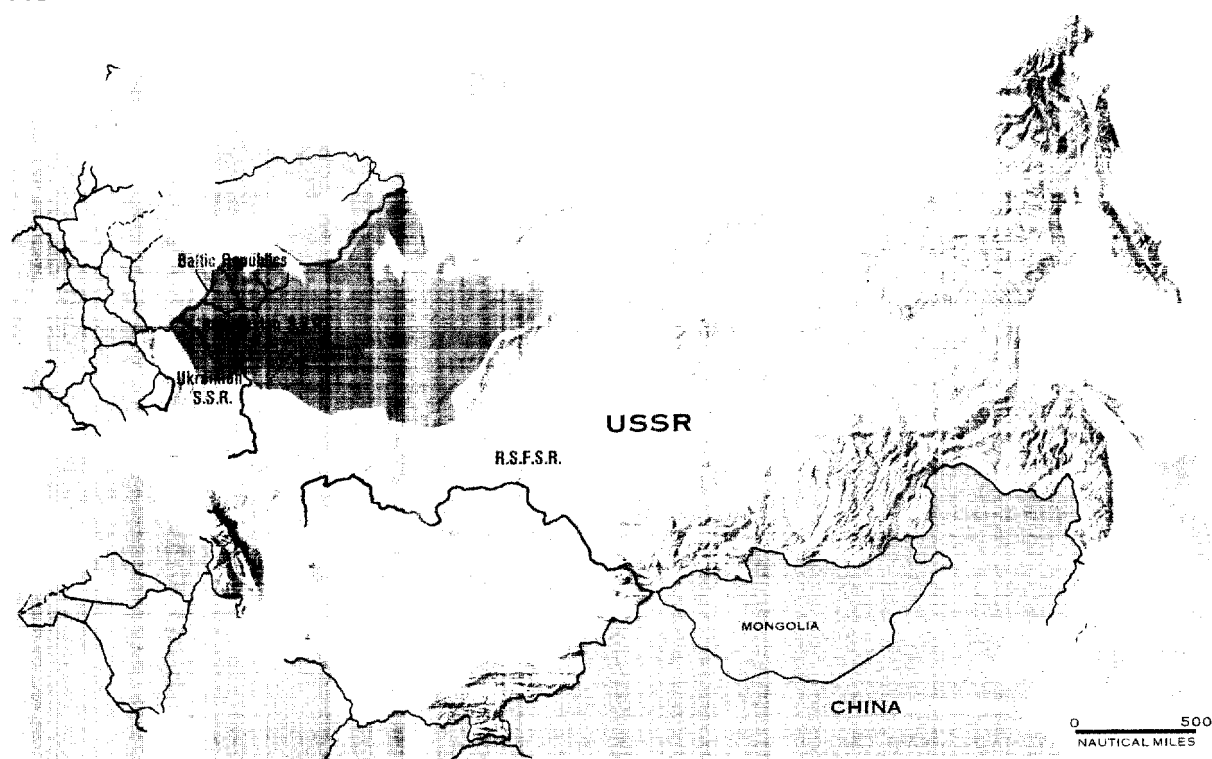 Baltic Republics
Ukrainian
S.S.R.
USSR
R.S.F.S.R.
MONGOLIA
CHINA
0 500
NAUTICAL MILES